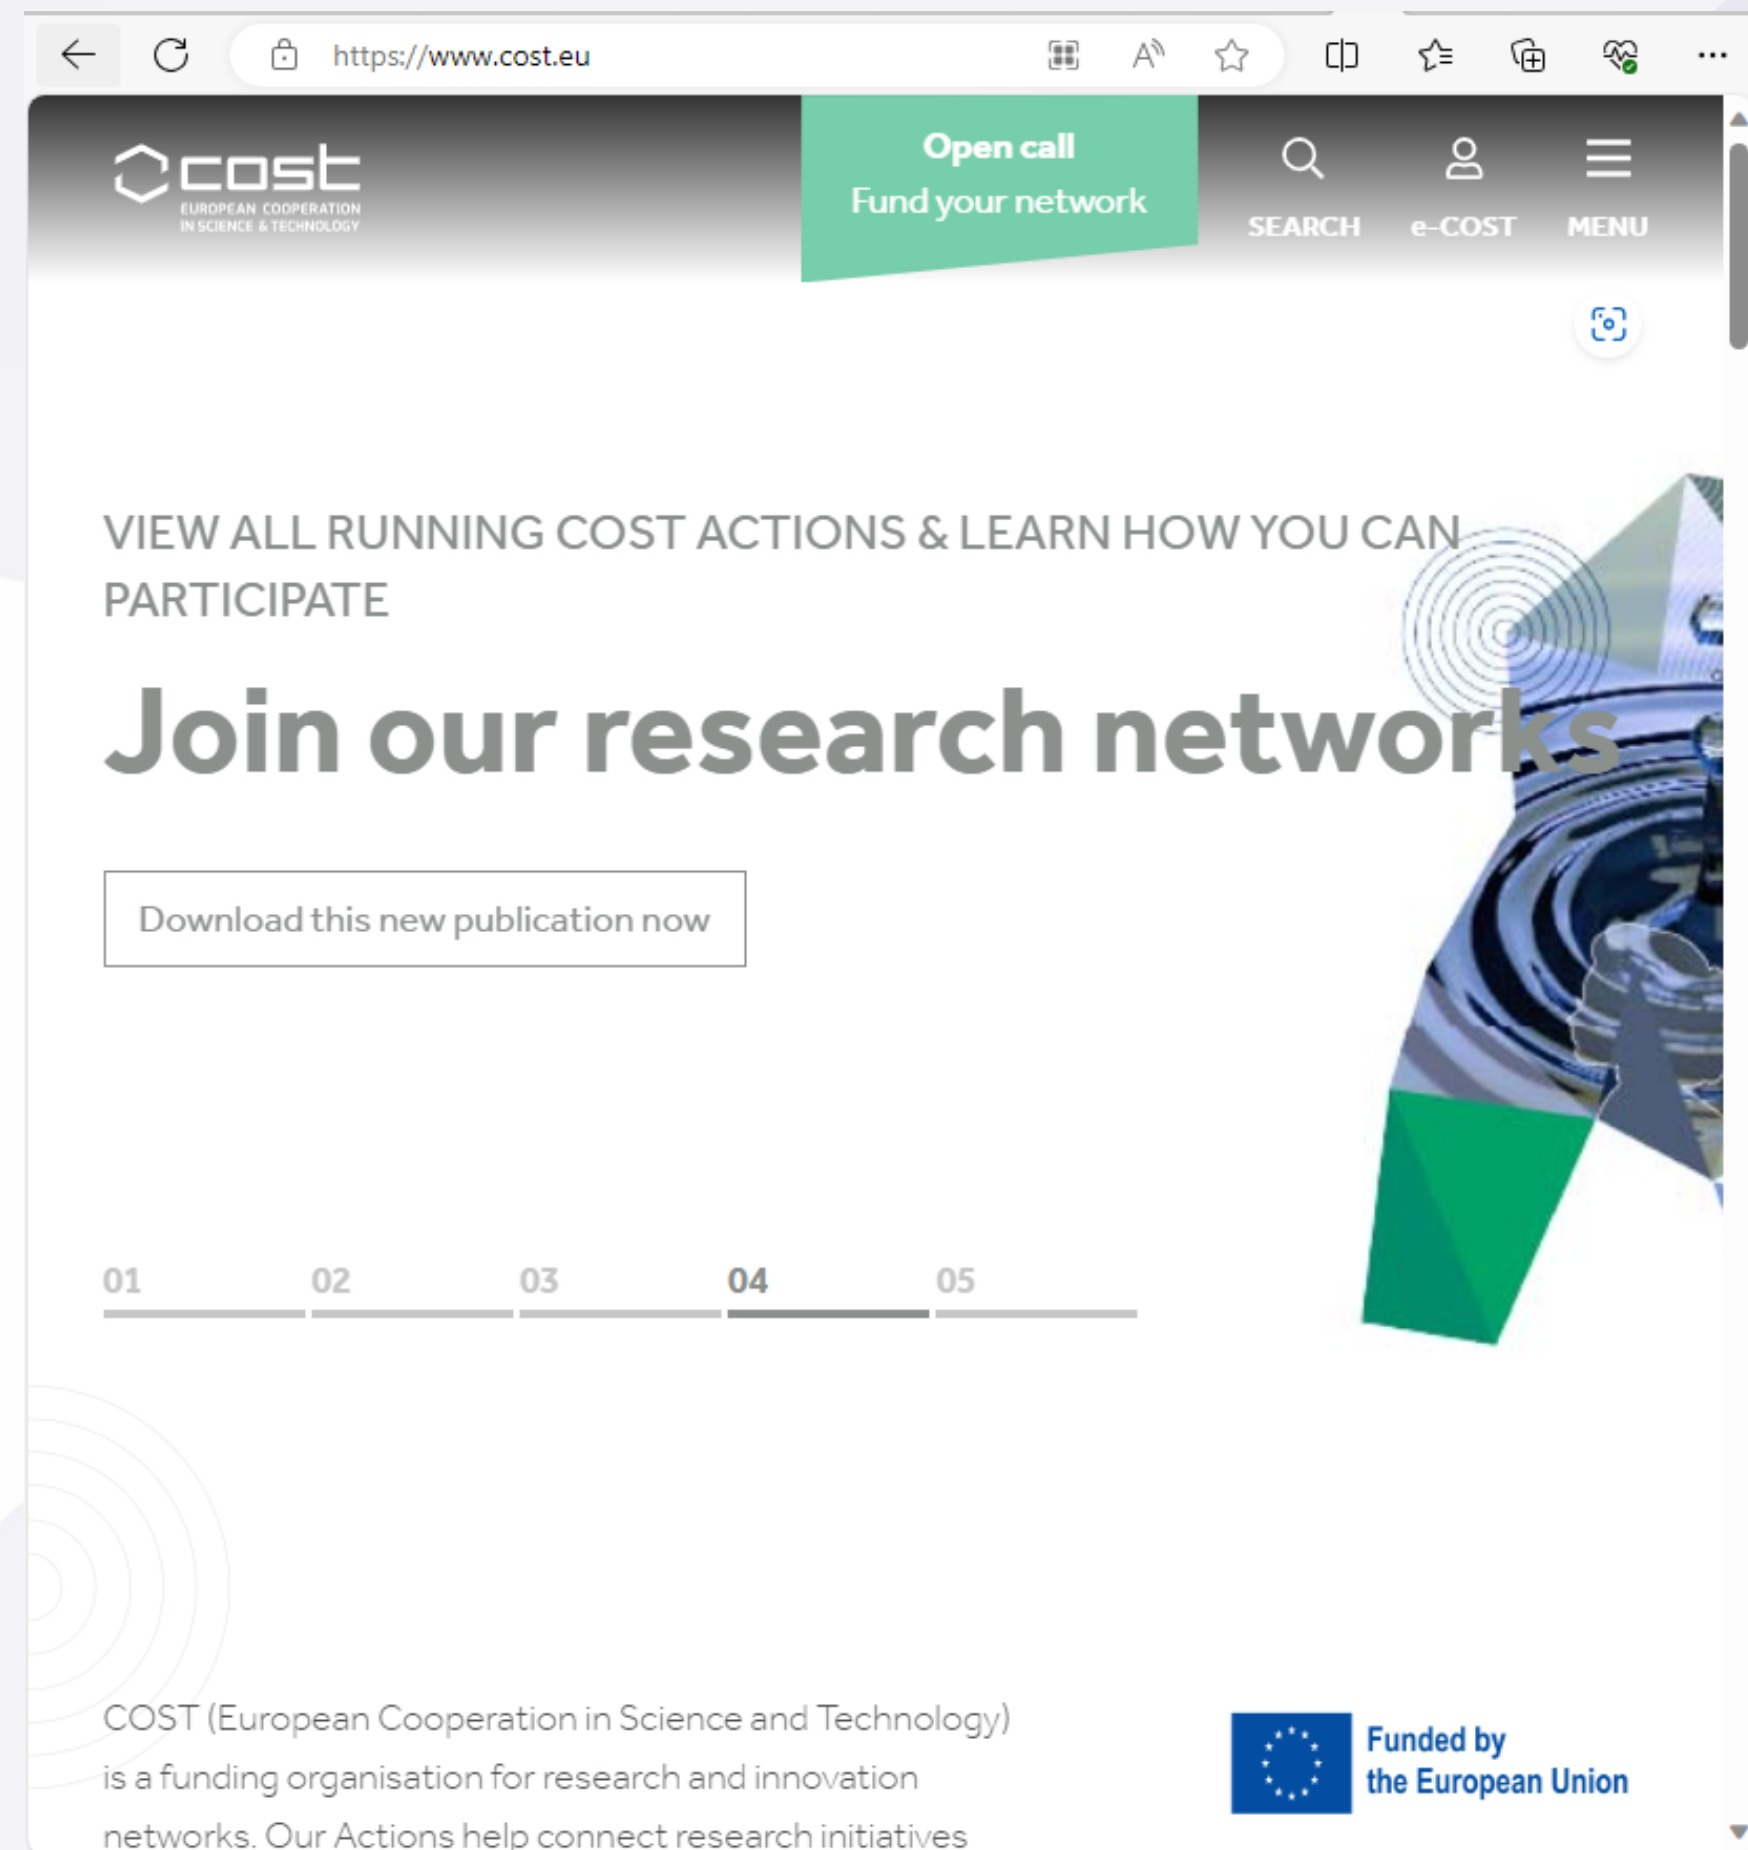 https://www.cost.eu
cost
EUROPEAN COOPERATION
IN SCIENCE & TECHNOLOGY
Open call
Fund your network
SEARCH
e-COST
MENU
VIEW ALL RUNNING COST ACTIONS & LEARN HOW YOU CAN
PARTICIPATE
Join our research networks
Download this new publication now
01 02 03 04 05
COST (European Cooperation in Science and Technology)
is a funding organisation for research and innovation
networks. Our Actions help connect research initiatives
Funded by
the European Union